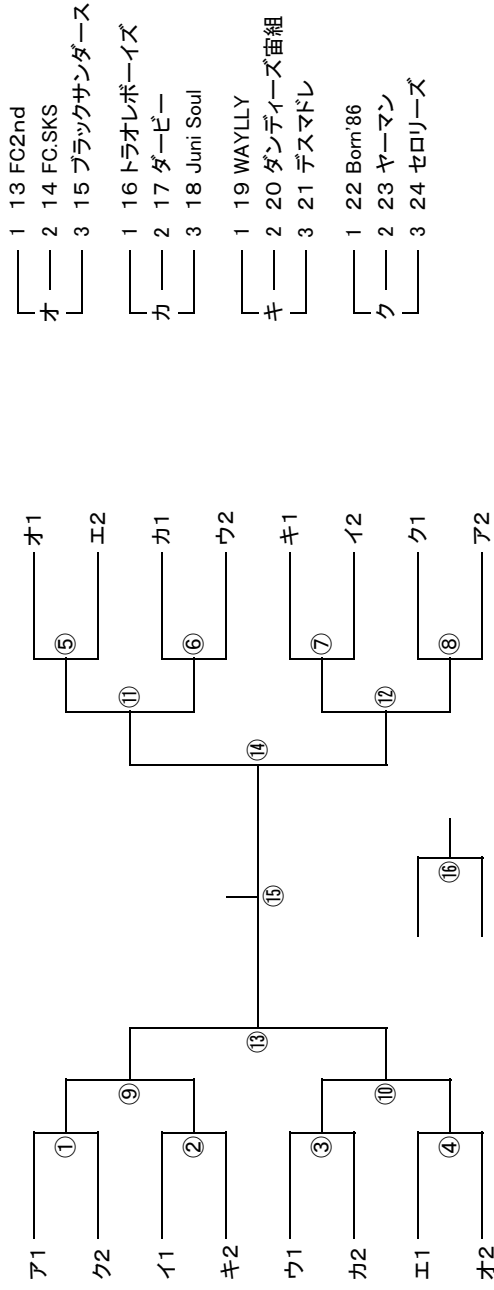 ア1
ク2
イ1
キ2
ウ1
カ2
エ1
オ2
①
②
③
④
⑨
⑩
⑬
⑮
⑯
⑭
⑪
⑫
⑤
⑥
⑦
⑧
オ1
エ2
カ1
ウ2
キ1
イ2
ク1
ア2
オ
1 13 FC2nd
2 14 FC.SKS
3 15 ブラックサンダース
カ
1 16 トラオレボーイズ
2 17 ダービー
3 18 Juni Soul
キ
1 19 WAYLLY
2 20 ダンディーズ宙組
3 21 デスマドレ
ク
1 22 Born'86
2 23 ヤーマン
3 24 セロリーズ